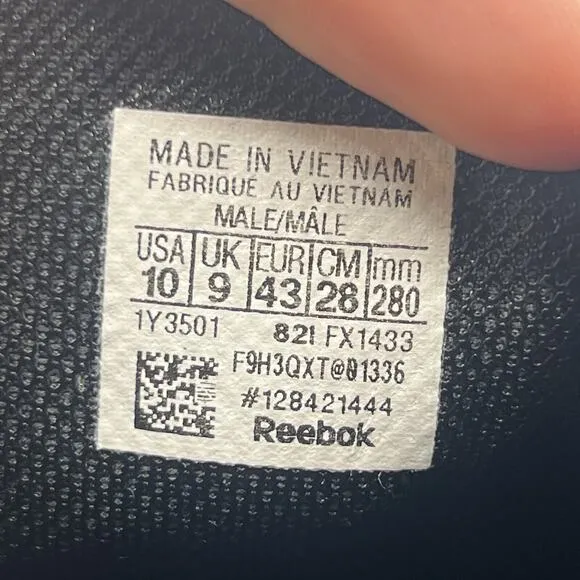 MADE IN VIETNAM
FABRIQUÉ AU VIETNAM
MALE/MÂLE
USA UK EUR CM mm
10 9 43 28 280
1Y3501 821 FX1433
F9H3QXT@01336
#128421444
Reebok